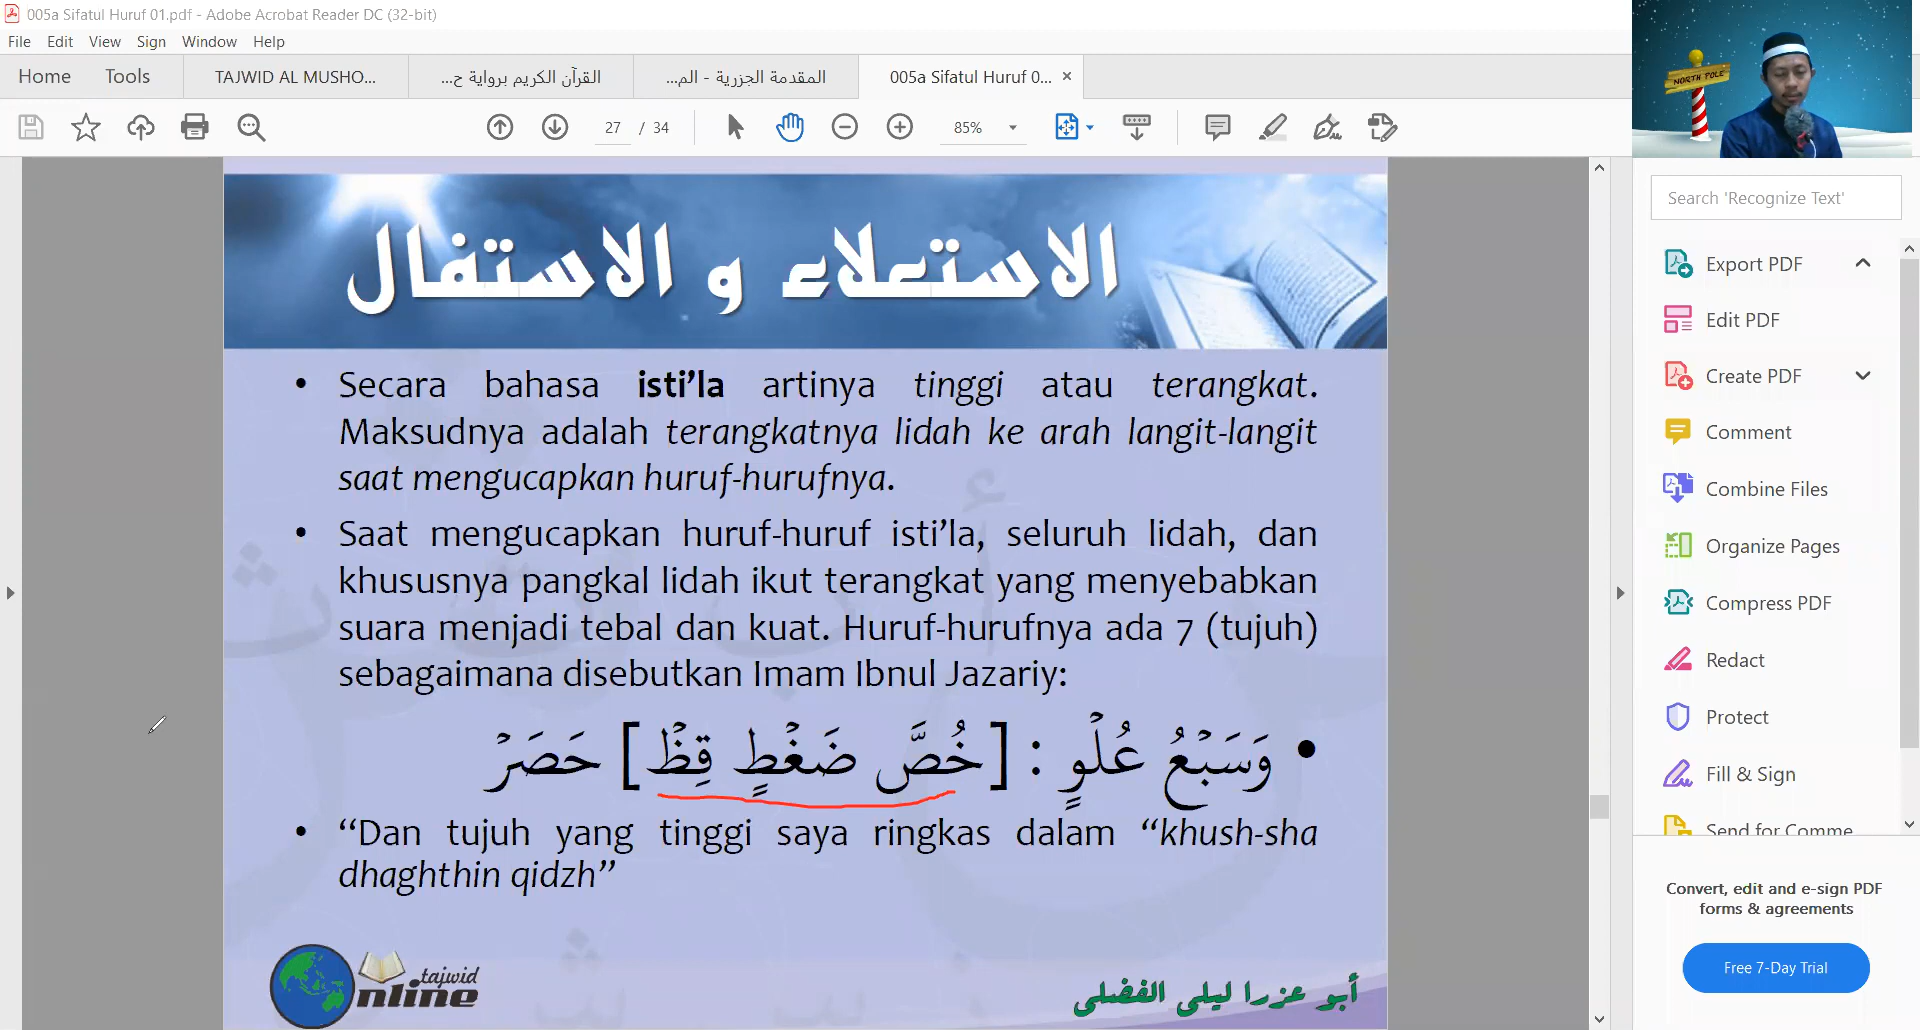 005a Sifatul Huruf 01.pdf - Adobe Acrobat Reader DC (32-bit)
File Edit View Sign Window Help
Home Tools TAJWID AL MUSHO... القرآن الكريم برواية ح... المقدمة الجزرية - الم... 005a Sifatul Huruf 0... ×
27 / 34 85%
NORTH POLE
Search 'Recognize Text'
الاستعلاء و الاستفال
• Secara bahasa isti’la artinya tinggi atau terangkat.
Maksudnya adalah terangkatnya lidah ke arah langit-langit
saat mengucapkan huruf-hurufnya.
• Saat mengucapkan huruf-huruf isti’la, seluruh lidah, dan
khususnya pangkal lidah ikut terangkat yang menyebabkan
suara menjadi tebal dan kuat. Huruf-hurufnya ada 7 (tujuh)
sebagaimana disebutkan Imam Ibnul Jazariy:
• وَسَبْعُ عُلْوٍ : [خُصَّ ضَغْطٍ قِظْ] حَصَرْ
• “Dan tujuh yang tinggi saya ringkas dalam “khush-sha
dhaghthin qidzh”
tajwid
nline
أبو عزرا ليلى الفضلى
Export PDF
Edit PDF
Create PDF
Comment
Combine Files
Organize Pages
Compress PDF
Redact
Protect
Fill & Sign
Send for Comme
Convert, edit and e-sign PDF
forms & agreements
Free 7-Day Trial